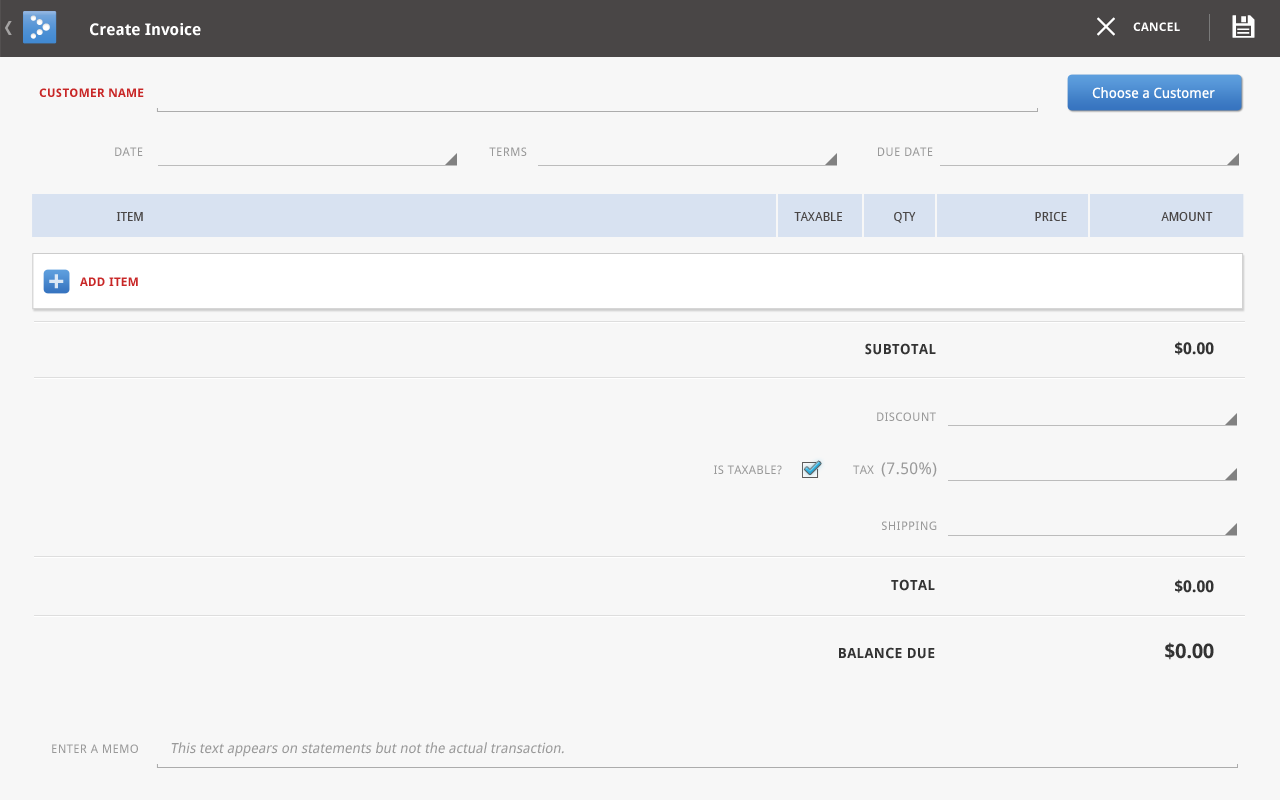 Create Invoice CANCEL
CUSTOMER NAME Choose a Customer
DATE TERMS DUE DATE
ITEM TAXABLE QTY PRICE AMOUNT
ADD ITEM
SUBTOTAL $0.00
DISCOUNT
IS TAXABLE? TAX (7.50%)
SHIPPING
TOTAL $0.00
BALANCE DUE $0.00
ENTER A MEMO This text appears on statements but not the actual transaction.